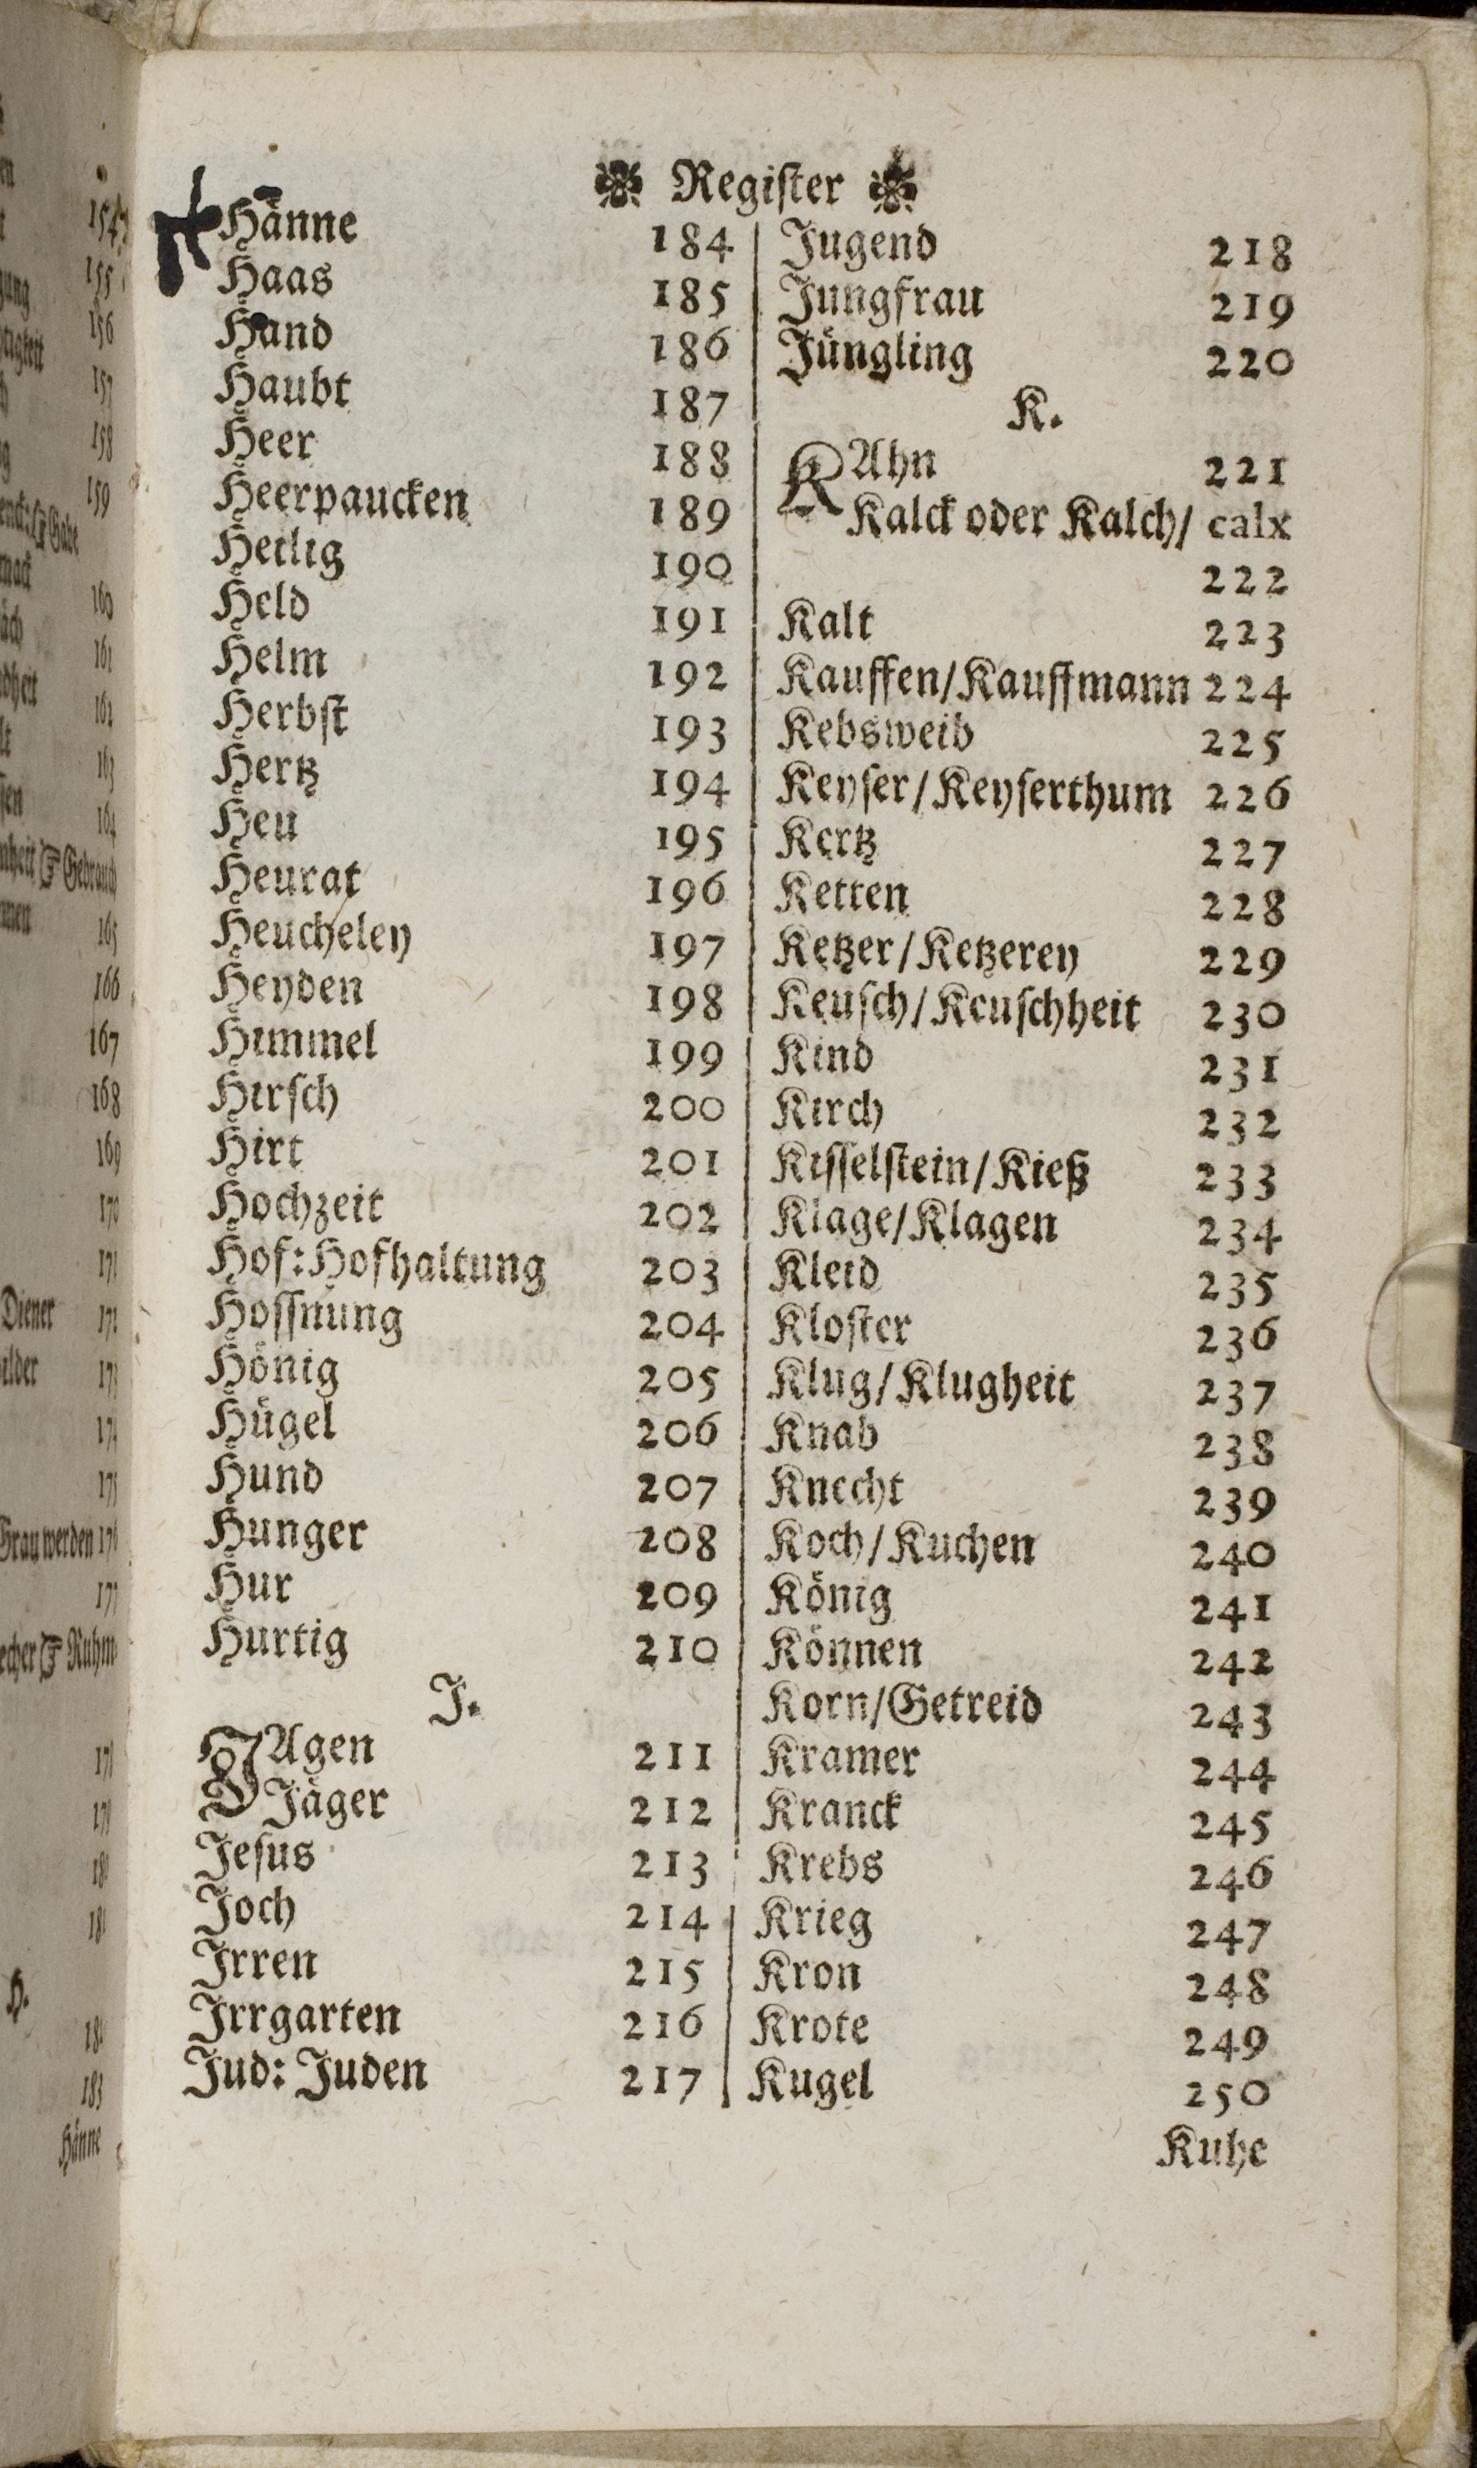 ❀ Register ❀
Hänne 184
Haas 185
Hand 186
Haubt 187
Heer 188
Heerpaucken 189
Heilig 190
Held 191
Helm 192
Herbst 193
Hertz 194
Heu 195
Heurat 196
Heucheley 197
Heyden 198
Himmel 199
Hirsch 200
Hirt 201
Hochzeit 202
Hof: Hofhaltung 203
Hoffnung 204
Hönig 205
Hügel 206
Hund 207
Hunger 208
Hur 209
Hurtig 210
J.
JAgen 211
Jäger 212
Jesus 213
Joch 214
Irren 215
Irrgarten 216
Jud: Juden 217
Jugend 218
Jungfrau 219
Jüngling 220
K.
KAhn 221
Kalck oder Kalch/ calx
222
Kalt 223
Kauffen/Kauffmann 224
Kebsweib 225
Keyser/Keyserthum 226
Kertz 227
Ketten 228
Ketzer/Ketzerey 229
Keusch/Keuschheit 230
Kind 231
Kirch 232
Kisselstein/Kieß 233
Klage/Klagen 234
Kleid 235
Kloster 236
Klug/Klugheit 237
Knab 238
Knecht 239
Koch/Kuchen 240
König 241
Können 242
Korn/Getreid 243
Kramer 244
Kranck 245
Krebs 246
Krieg 247
Kron 248
Krote 249
Kugel 250
Kuhe